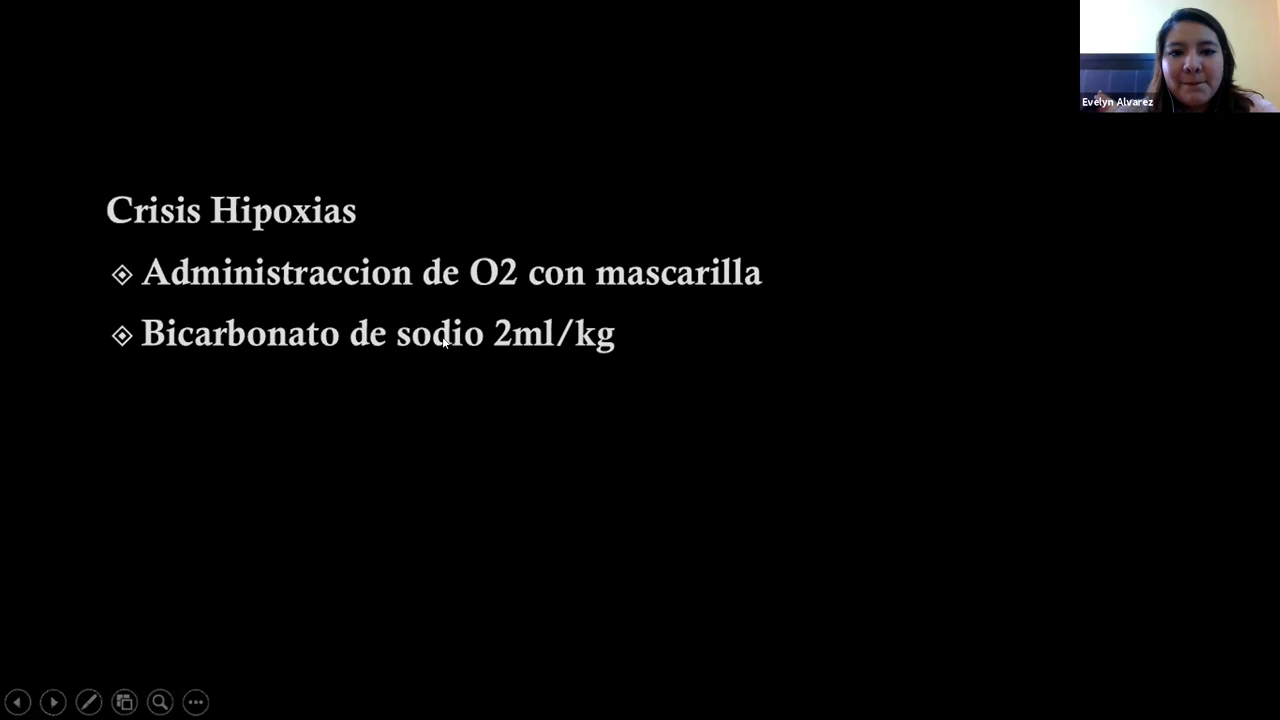 Evelyn Alvarez
Crisis Hipoxias
Administraccion de O2 con mascarilla
Bicarbonato de sodio 2ml/kg